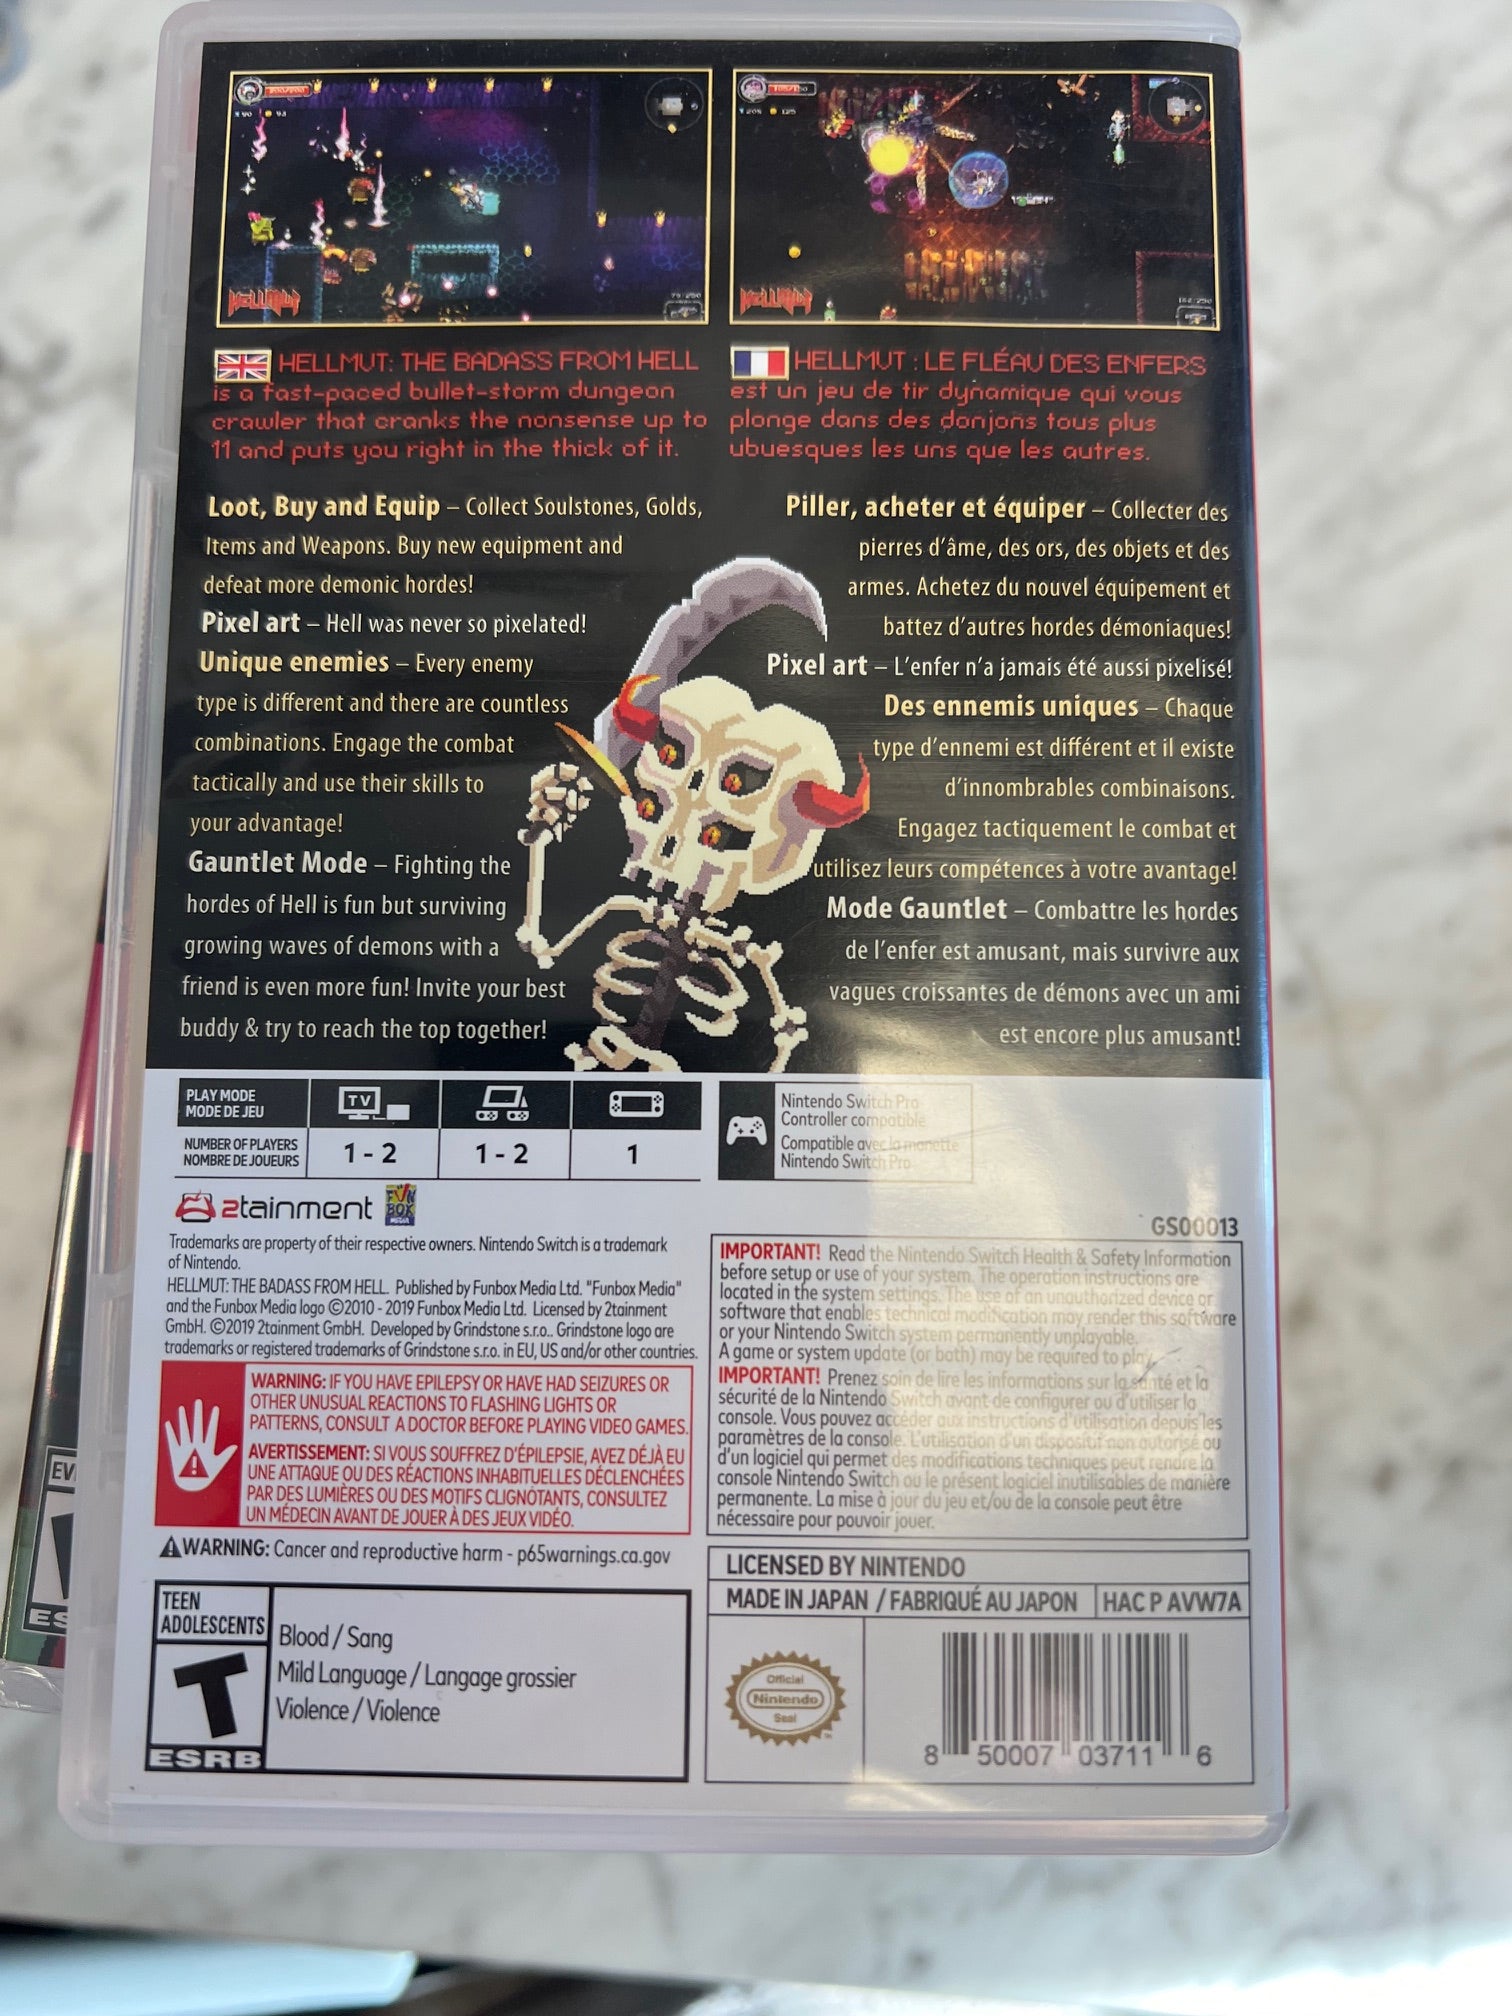 HELLMUT
HELLMUT
HELLMUT: THE BADASS FROM HELL
is a fast-paced bullet-storm dungeon
crawler that cranks the nonsense up to
11 and puts you right in the thick of it.
HELLMUT : LE FLÉAU DES ENFERS
est un jeu de tir dynamique qui vous
plonge dans des donjons tous plus
ubuesques les uns que les autres.
Loot, Buy and Equip – Collect Soulstones, Golds,
Items and Weapons. Buy new equipment and
defeat more demonic hordes!
Pixel art – Hell was never so pixelated!
Unique enemies – Every enemy
type is different and there are countless
combinations. Engage the combat
tactically and use their skills to
your advantage!
Gauntlet Mode – Fighting the
hordes of Hell is fun but surviving
growing waves of demons with a
friend is even more fun! Invite your best
buddy & try to reach the top together!
Piller, acheter et équiper – Collecter des
pierres d'âme, des ors, des objets et des
armes. Achetez du nouvel équipement et
battez d'autres hordes démoniaques!
Pixel art – L'enfer n'a jamais été aussi pixelisé!
Des ennemis uniques – Chaque
type d'ennemi est différent et il existe
d'innombrables combinaisons.
Engagez tactiquement le combat et
utilisez leurs compétences à votre avantage!
Mode Gauntlet – Combattre les hordes
de l'enfer est amusant, mais survivre aux
vagues croissantes de démons avec un ami
est encore plus amusant!
PLAY MODE
MODE DE JEU
TV
NUMBER OF PLAYERS
NOMBRE DE JOUEURS
1 - 2
1 - 2
1
Nintendo Switch Pro
Controller compatible
Compatible avec la manette
Nintendo Switch Pro
2tainment
FUN
BOX
MEDIA
GS00013
Trademarks are property of their respective owners. Nintendo Switch is a trademark
of Nintendo.
HELLMUT: THE BADASS FROM HELL. Published by Funbox Media Ltd. "Funbox Media"
and the Funbox Media logo ©2010 - 2019 Funbox Media Ltd. Licensed by 2tainment
GmbH. ©2019 2tainment GmbH. Developed by Grindstone s.r.o.. Grindstone logo are
trademarks or registered trademarks of Grindstone s.r.o. in EU, US and/or other countries.
WARNING: IF YOU HAVE EPILEPSY OR HAVE HAD SEIZURES OR
OTHER UNUSUAL REACTIONS TO FLASHING LIGHTS OR
PATTERNS, CONSULT A DOCTOR BEFORE PLAYING VIDEO GAMES.
AVERTISSEMENT: SI VOUS SOUFFREZ D'ÉPILEPSIE, AVEZ DÉJÀ EU
UNE ATTAQUE OU DES RÉACTIONS INHABITUELLES DÉCLENCHÉES
PAR DES LUMIÈRES OU DES MOTIFS CLIGNOTANTS, CONSULTEZ
UN MÉDECIN AVANT DE JOUER À DES JEUX VIDÉO.
WARNING: Cancer and reproductive harm - p65warnings.ca.gov
IMPORTANT! Read the Nintendo Switch Health & Safety Information
before setup or use of your system. The operation instructions are
located in the system settings. The use of an unauthorized device or
software that enables technical modification may render this software
or your Nintendo Switch system permanently unplayable.
A game or system update (or both) may be required to play.
IMPORTANT! Prenez soin de lire les informations sur la santé et la
sécurité de la Nintendo Switch avant de configurer ou d'utiliser la
console. Vous pouvez accéder aux instructions d'utilisation depuis les
paramètres de la console. L'utilisation d'un dispositif non autorisé ou
d'un logiciel qui permet des modifications techniques peut rendre la
console Nintendo Switch ou le présent logiciel inutilisables de manière
permanente. La mise à jour du jeu et/ou de la console peut être
nécessaire pour pouvoir jouer.
LICENSED BY NINTENDO
MADE IN JAPAN / FABRIQUÉ AU JAPON
HAC P AVW7A
TEEN
ADOLESCENTS
T
ESRB
Blood / Sang
Mild Language / Langage grossier
Violence / Violence
Official
Nintendo
Seal
8 50007 03711 6
EV
ES